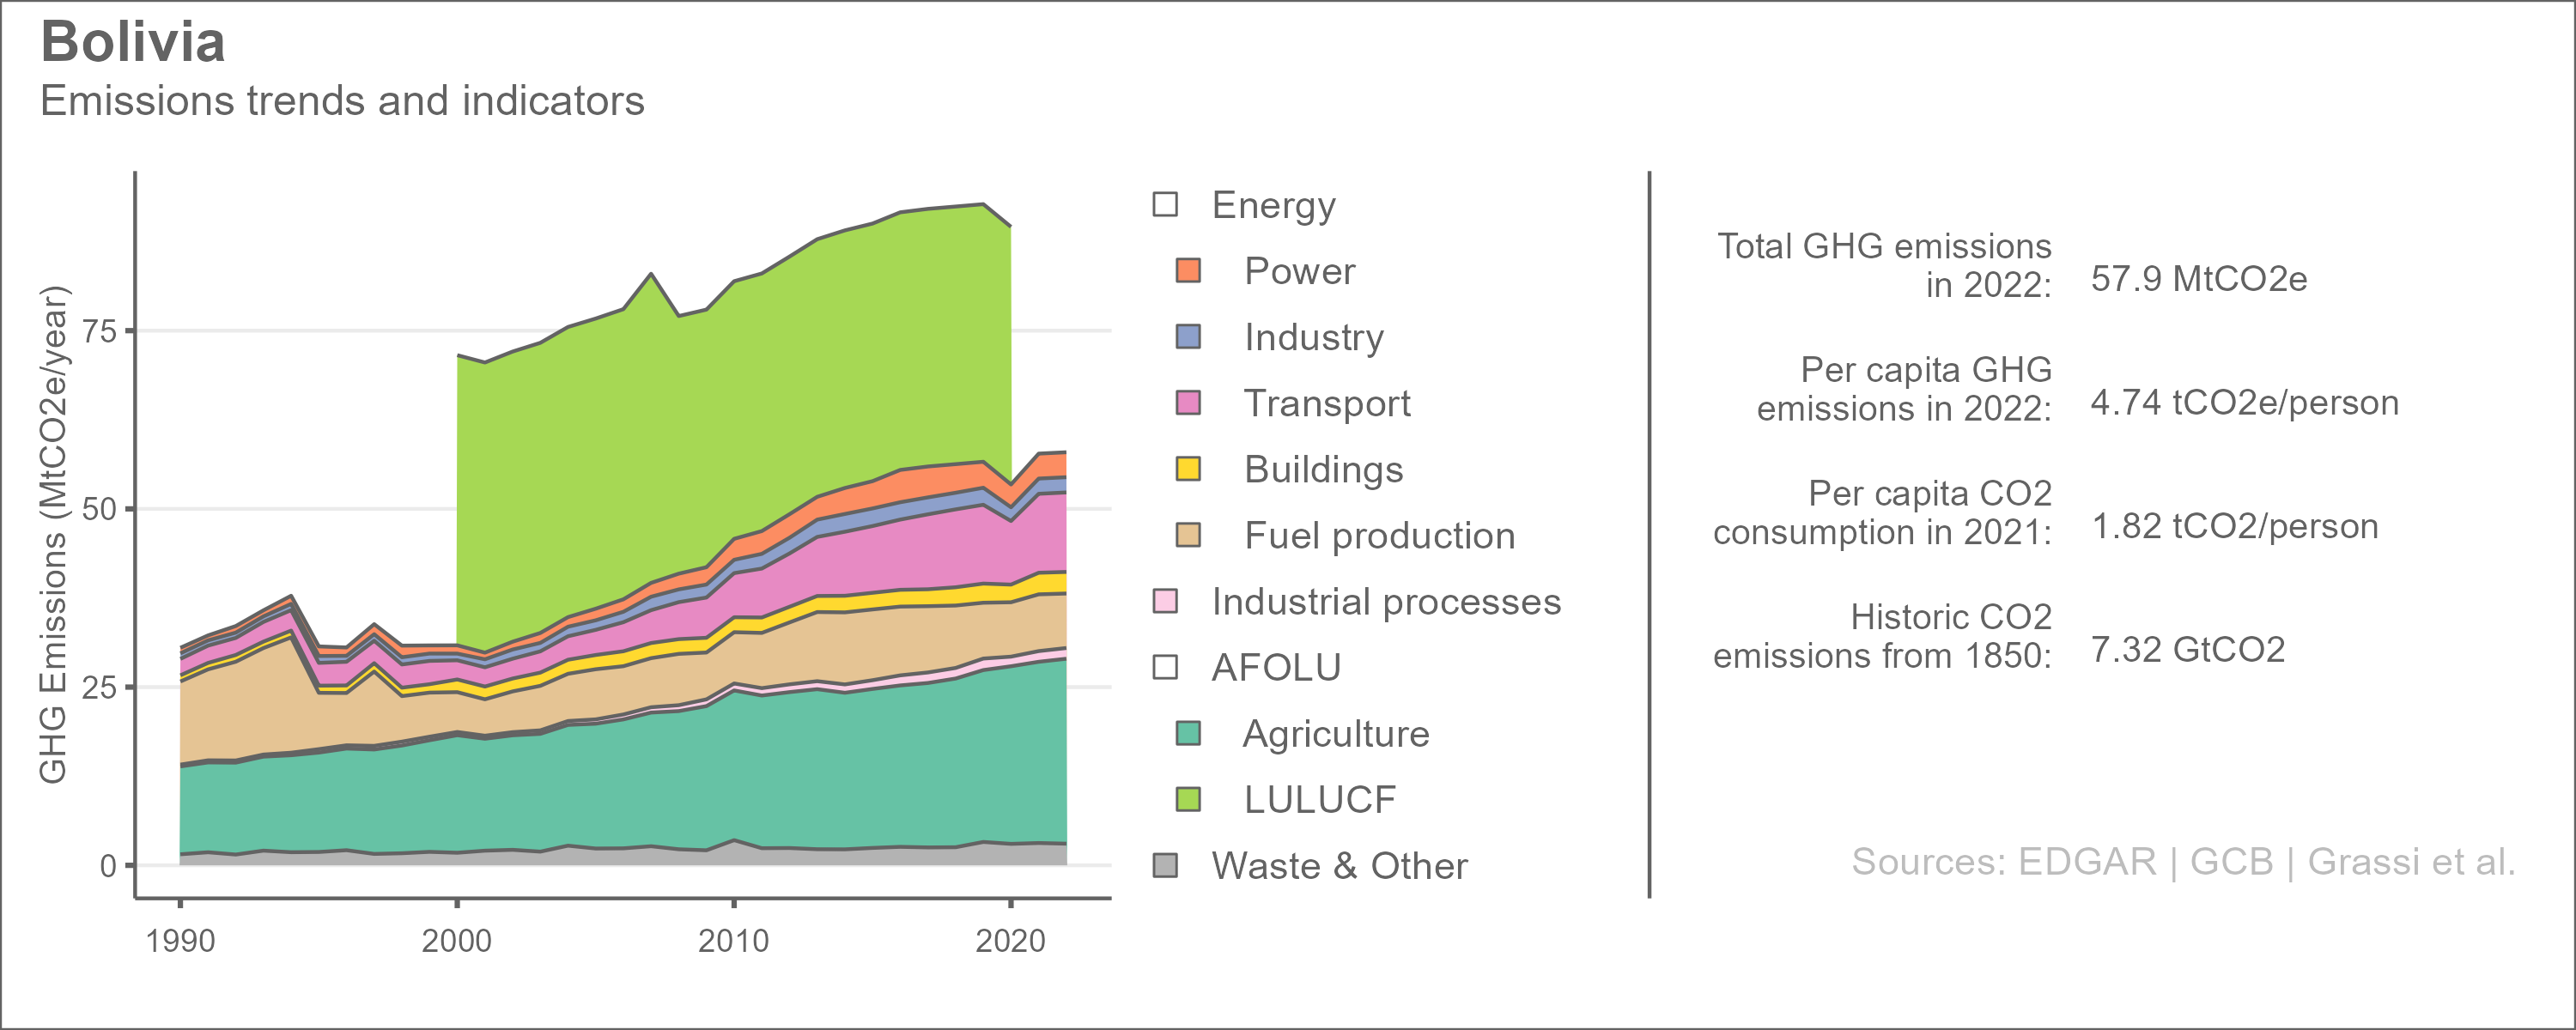 Bolivia
Emissions trends and indicators
GHG Emissions (MtCO2e/year)
75
50
25
0
1990
2000
2010
2020
Energy
Power
Industry
Transport
Buildings
Fuel production
Industrial processes
AFOLU
Agriculture
LULUCF
Waste & Other
Total GHG emissions
in 2022:
57.9 MtCO2e
Per capita GHG
emissions in 2022:
4.74 tCO2e/person
Per capita CO2
consumption in 2021:
1.82 tCO2/person
Historic CO2
emissions from 1850:
7.32 GtCO2
Sources: EDGAR | GCB | Grassi et al.